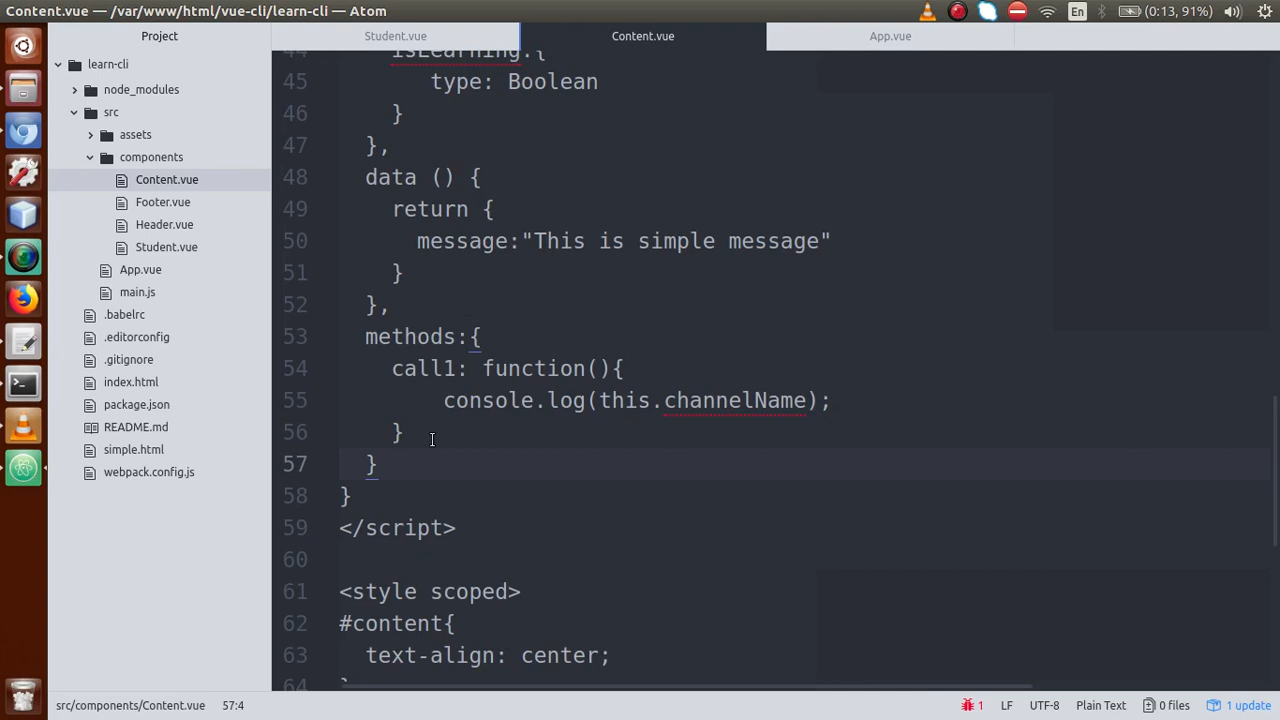 Content.vue — /var/www/html/vue-cli/learn-cli — Atom
En
(0:13, 91%)
Project
Student.vue
Content.vue
App.vue
learn-cli
node_modules
src
assets
components
Content.vue
Footer.vue
Header.vue
Student.vue
App.vue
main.js
.babelrc
.editorconfig
.gitignore
index.html
package.json
README.md
simple.html
webpack.config.js
44 isLearning:{
45 type: Boolean
46 }
47 },
48 data () {
49 return {
50 message:"This is simple message"
51 }
52 },
53 methods:{
54 call1: function(){
55 console.log(this.channelName);
56 }
57 }
58 }
59 </script>
60
61 <style scoped>
62 #content{
63 text-align: center;
64 }
src/components/Content.vue 57:4
1 LF UTF-8 Plain Text 0 files 1 update